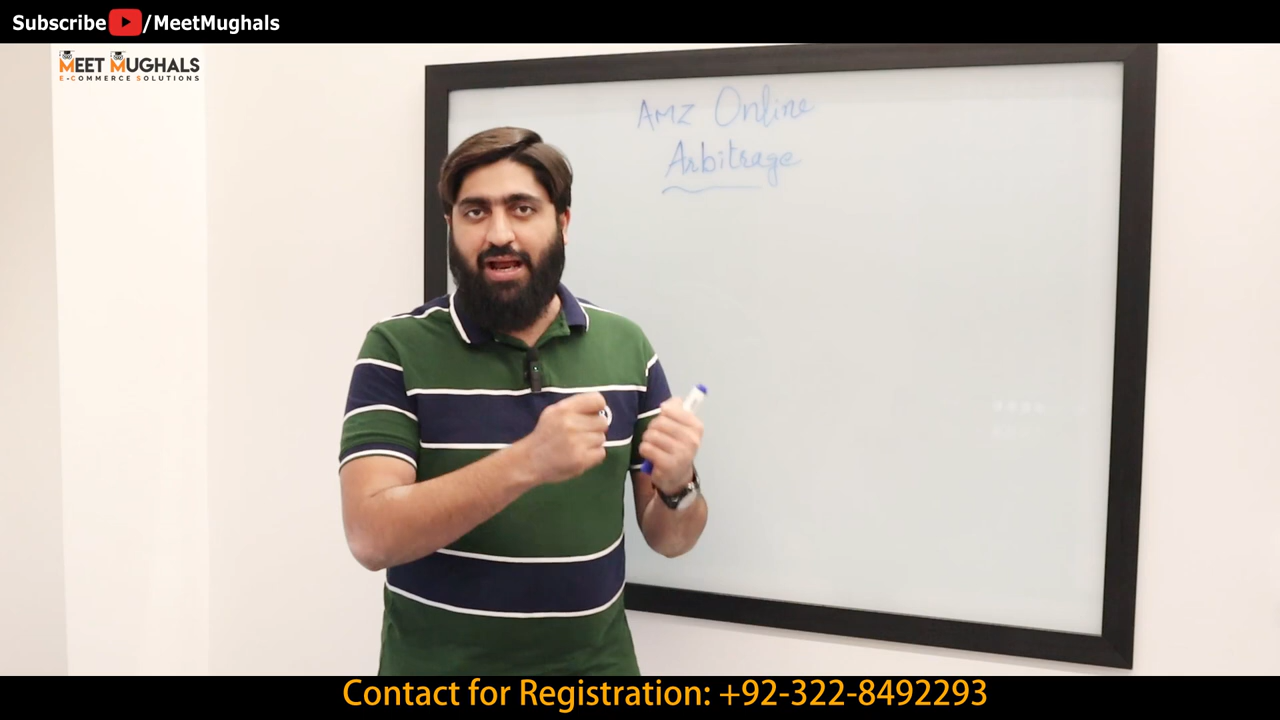 Subscribe /MeetMughals
MEET MUGHALS
E-COMMERCE SOLUTIONS
AMZ Online
Arbitrage
Contact for Registration: +92-322-8492293